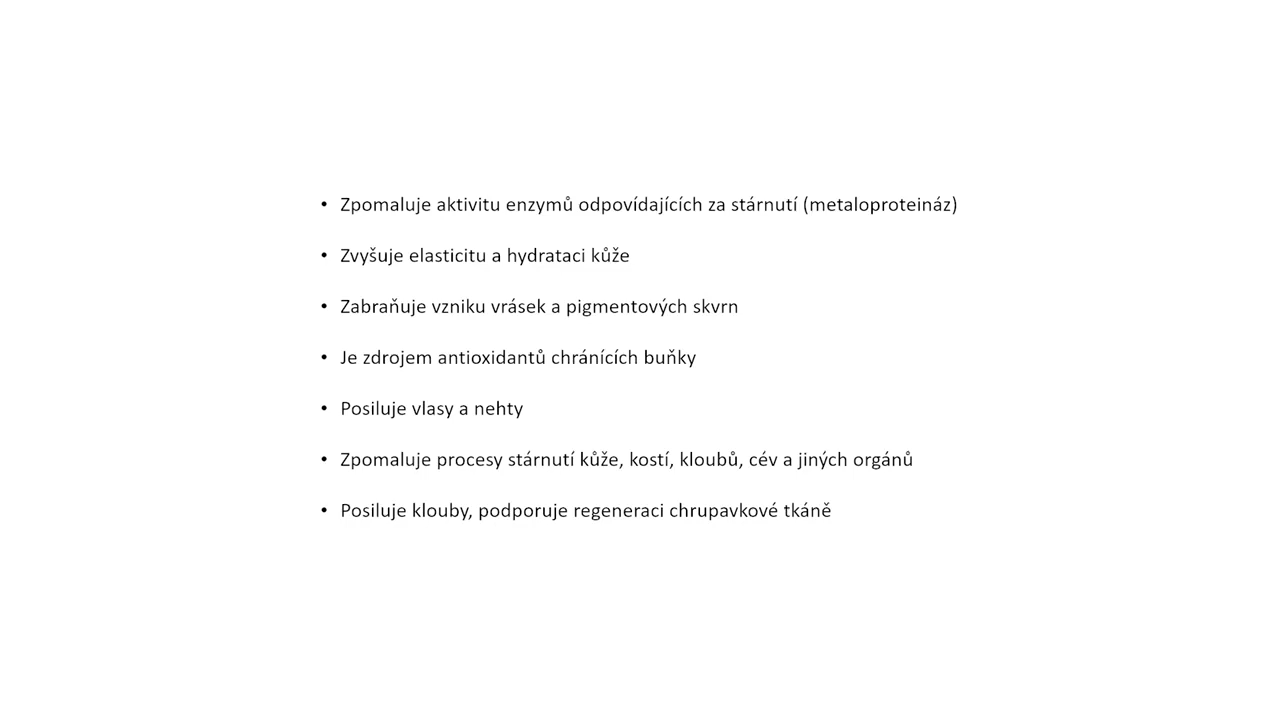 • Zpomaluje aktivitu enzymů odpovídajících za stárnutí (metaloproteináz)
• Zvyšuje elasticitu a hydrataci kůže
• Zabraňuje vzniku vrásek a pigmentových skvrn
• Je zdrojem antioxidantů chránících buňky
• Posiluje vlasy a nehty
• Zpomaluje procesy stárnutí kůže, kostí, kloubů, cév a jiných orgánů
• Posiluje klouby, podporuje regeneraci chrupavkové tkáně